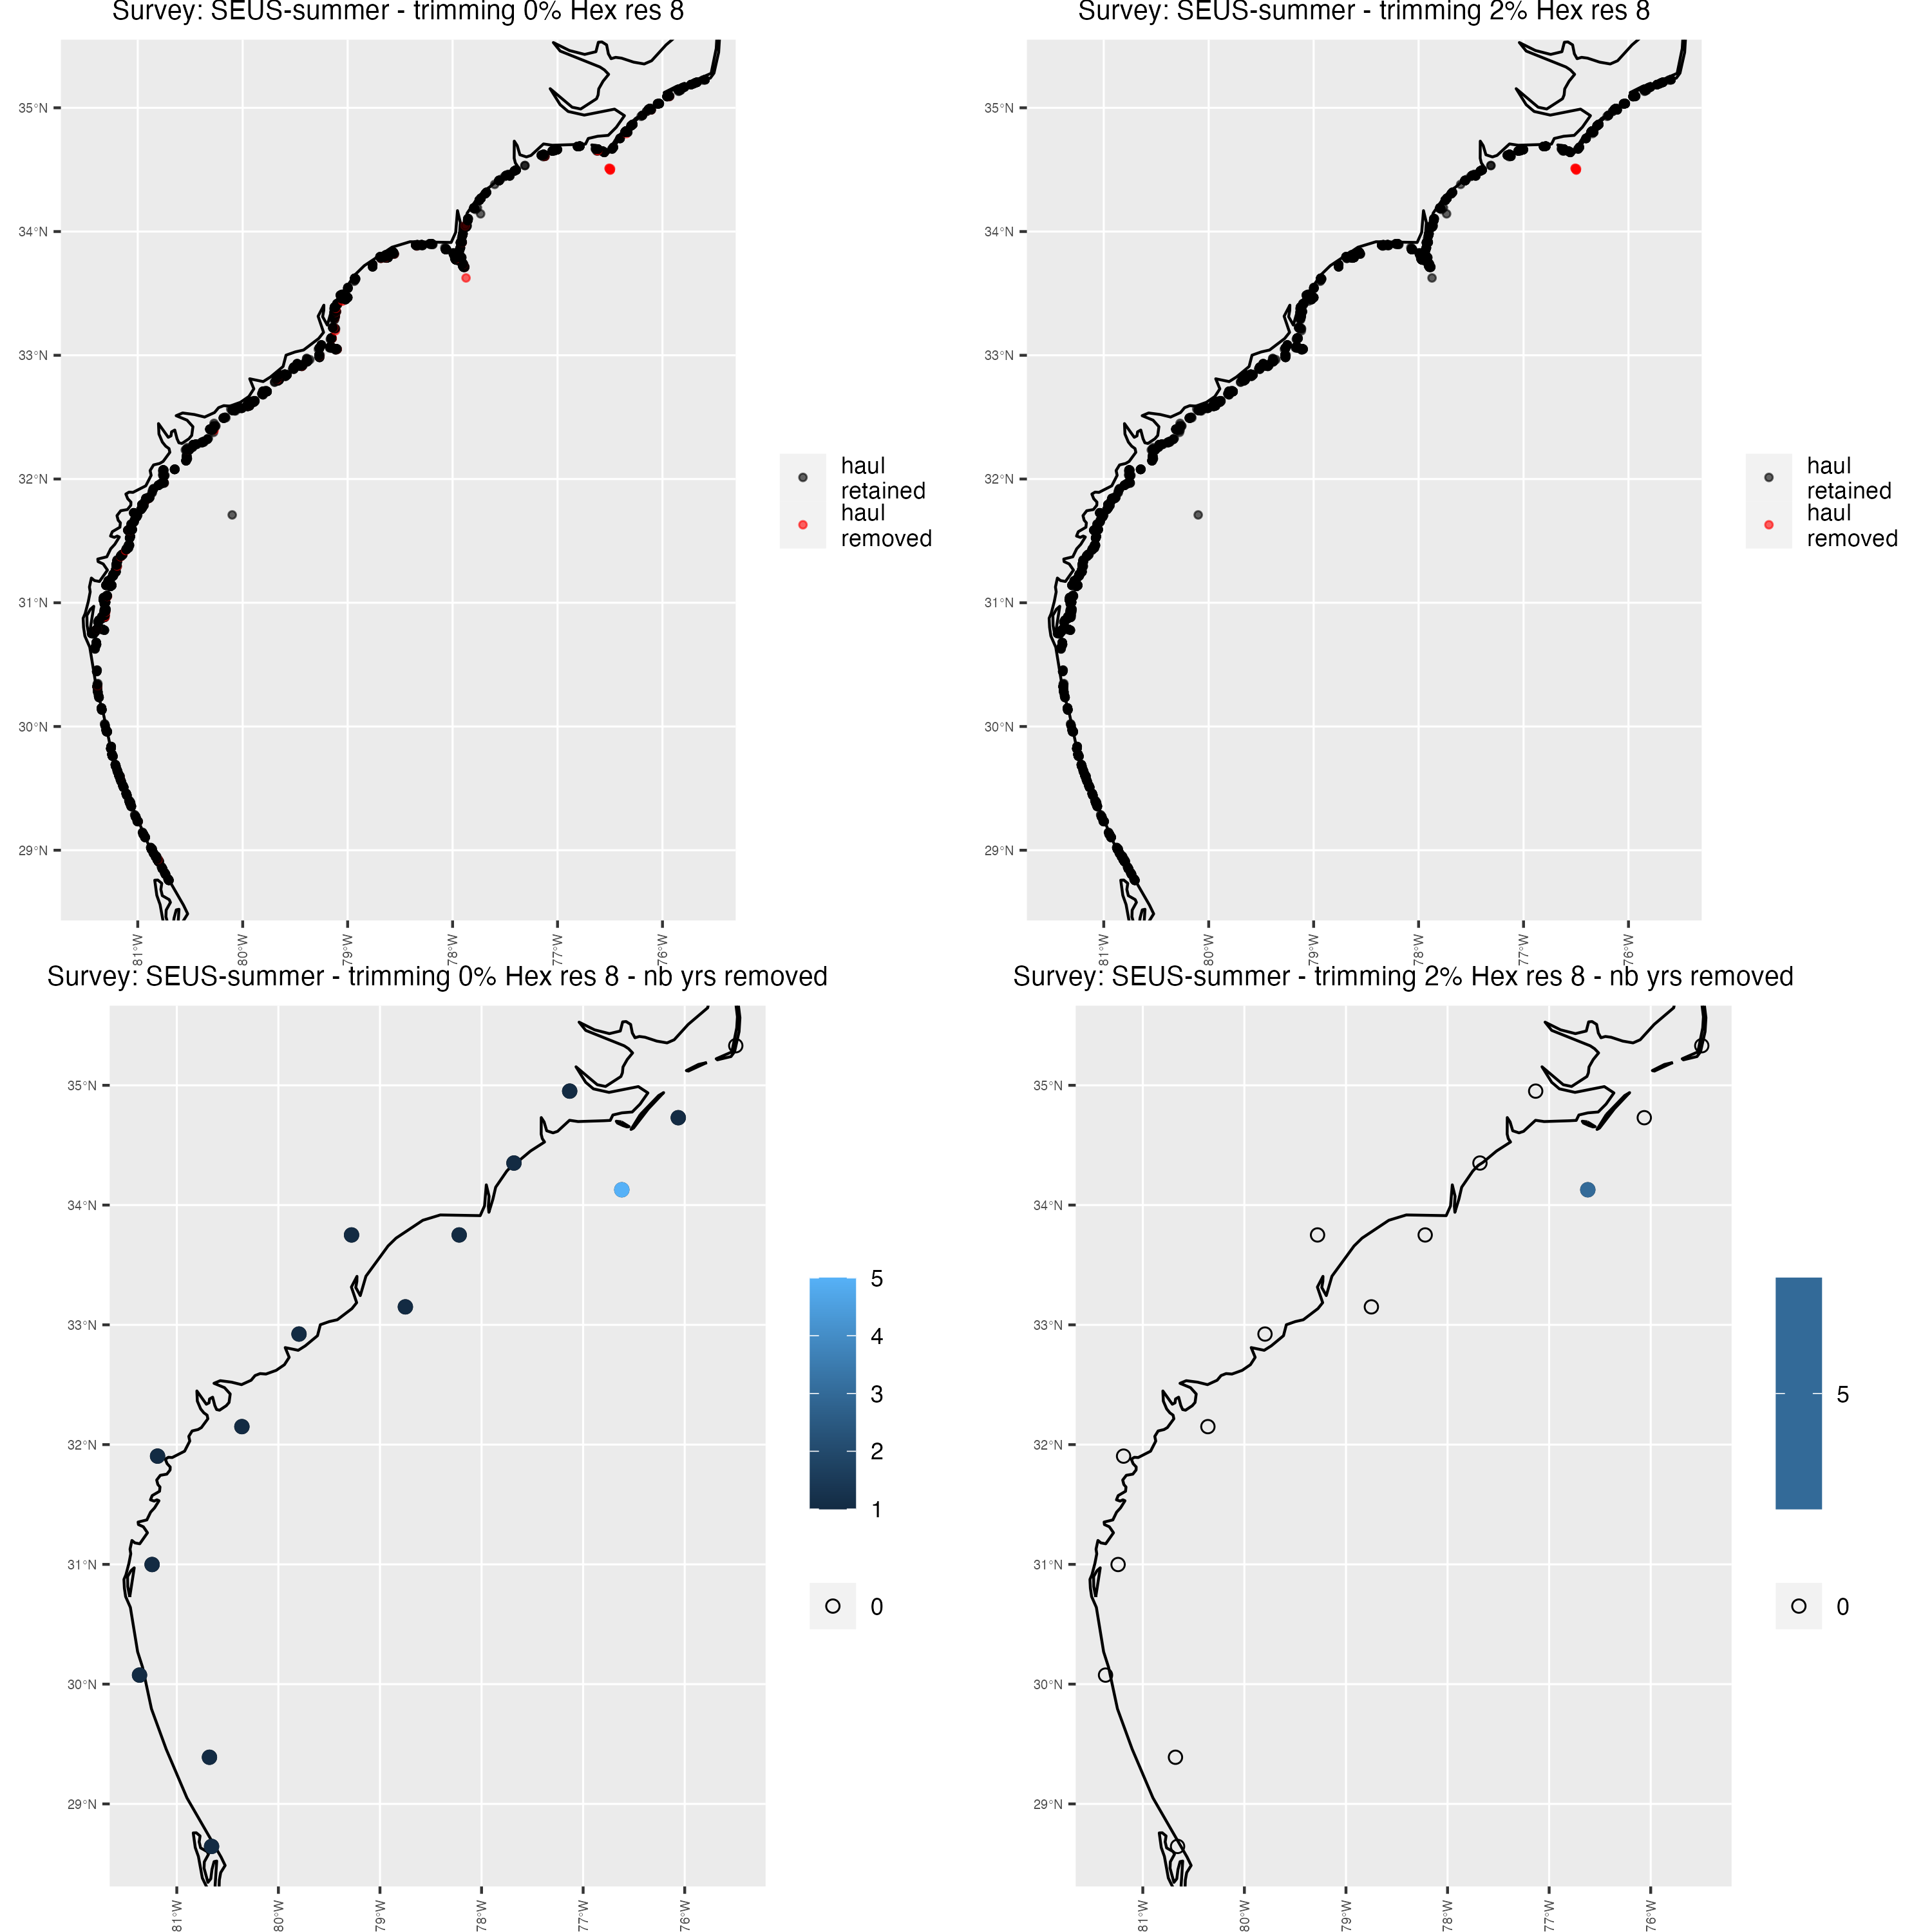 Survey: SEUS-summer - trimming 0% Hex res 8
35°N
34°N
33°N
32°N
31°N
30°N
29°N
81°W
80°W
79°W
78°W
77°W
76°W
haul
retained
haul
removed
Survey: SEUS-summer - trimming 2% Hex res 8
35°N
34°N
33°N
32°N
31°N
30°N
29°N
81°W
80°W
79°W
78°W
77°W
76°W
haul
retained
haul
removed
Survey: SEUS-summer - trimming 0% Hex res 8 - nb yrs removed
35°N
34°N
33°N
32°N
31°N
30°N
29°N
81°W
80°W
79°W
78°W
77°W
76°W
5
4
3
2
1
0
Survey: SEUS-summer - trimming 2% Hex res 8 - nb yrs removed
35°N
34°N
33°N
32°N
31°N
30°N
29°N
81°W
80°W
79°W
78°W
77°W
76°W
5
0